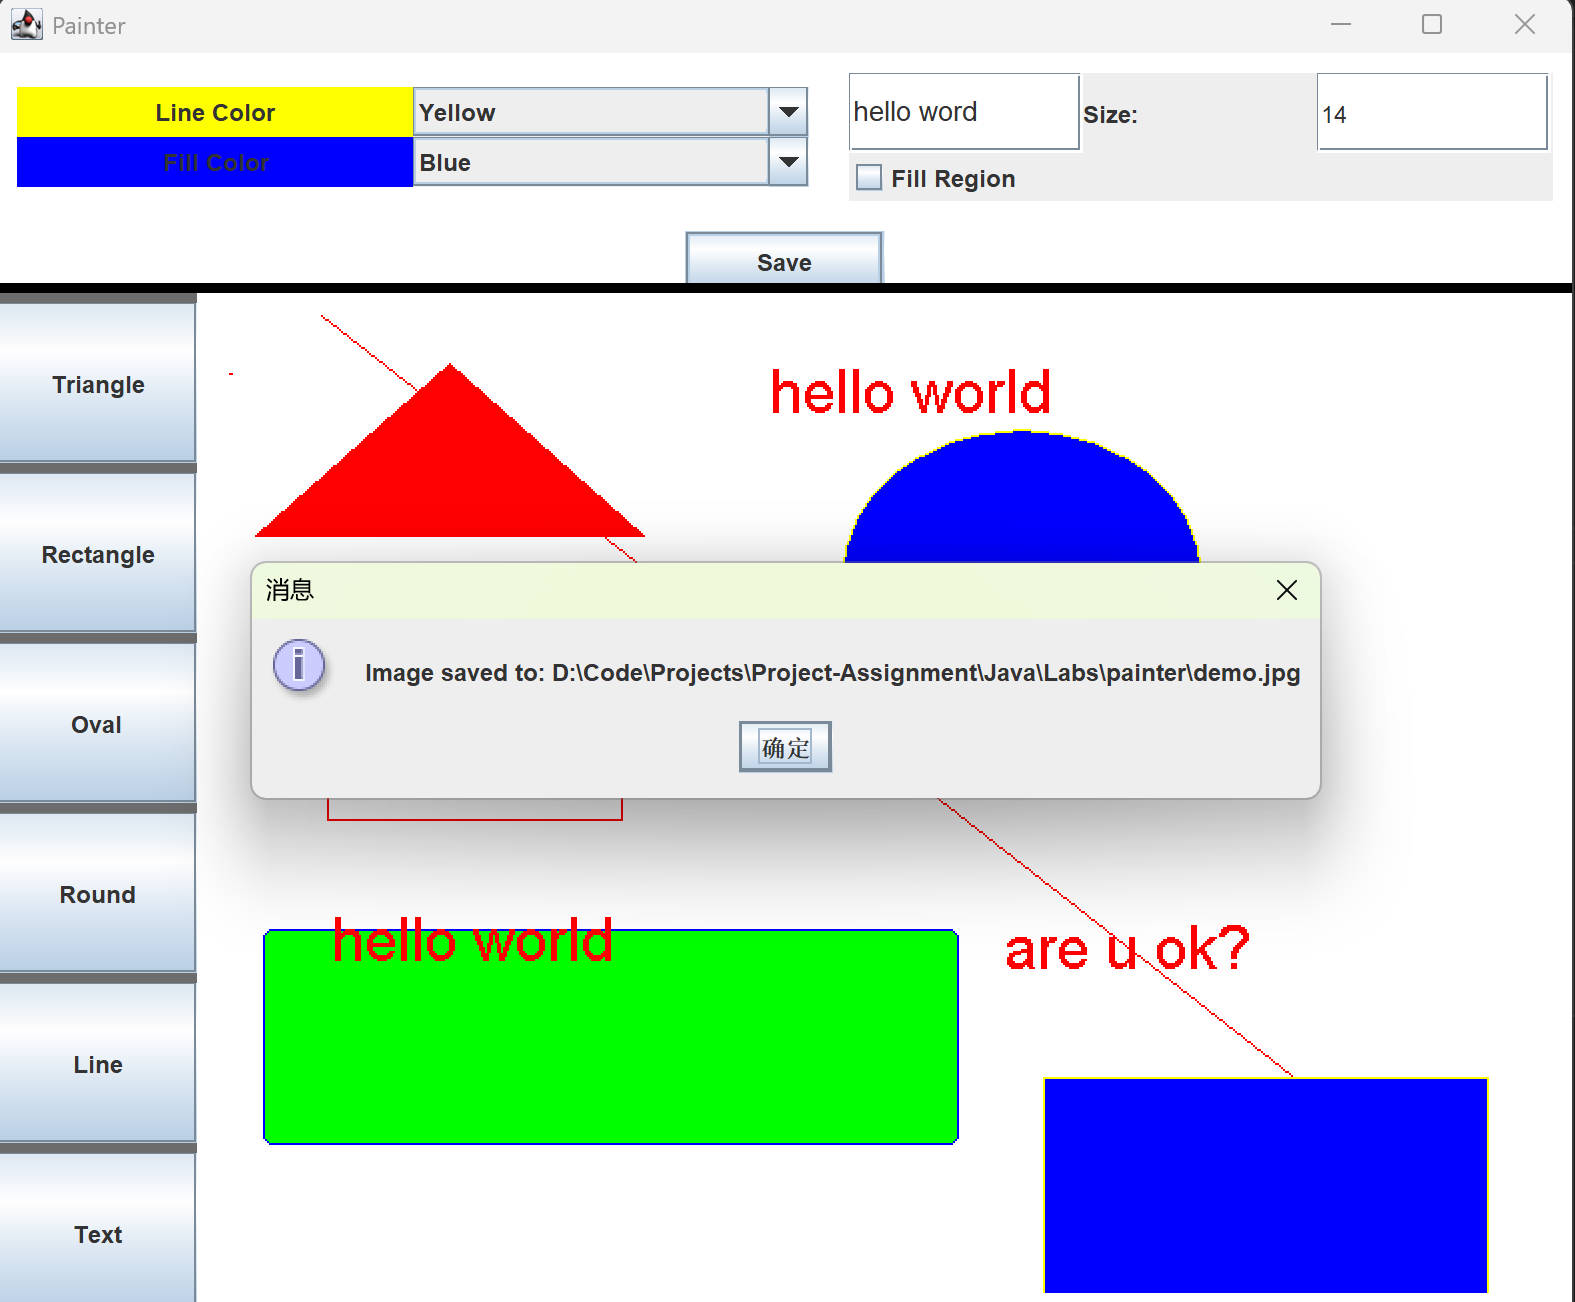 Painter
Line Color
Yellow
hello word
Size:
14
Fill Color
Blue
Fill Region
Save
Triangle
Rectangle
Oval
Round
Line
Text
hello world
消息
Image saved to: D:\Code\Projects\Project-Assignment\Java\Labs\painter\demo.jpg
确定
hello world
are u ok?